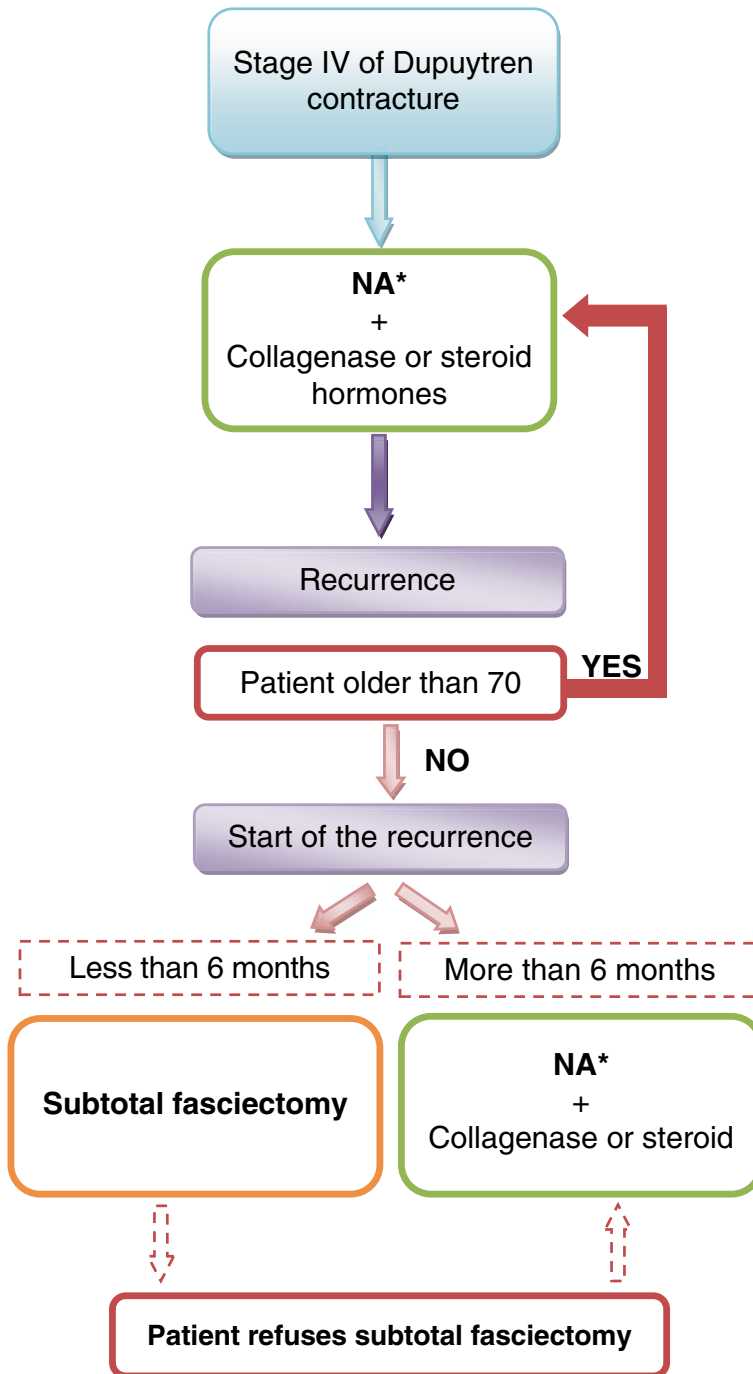 Stage IV of Dupuytren
contracture
NA*
+
Collagenase or steroid
hormones
Recurrence
Patient older than 70
YES
NO
Start of the recurrence
Less than 6 months
More than 6 months
Subtotal fasciectomy
NA*
+
Collagenase or steroid
Patient refuses subtotal fasciectomy